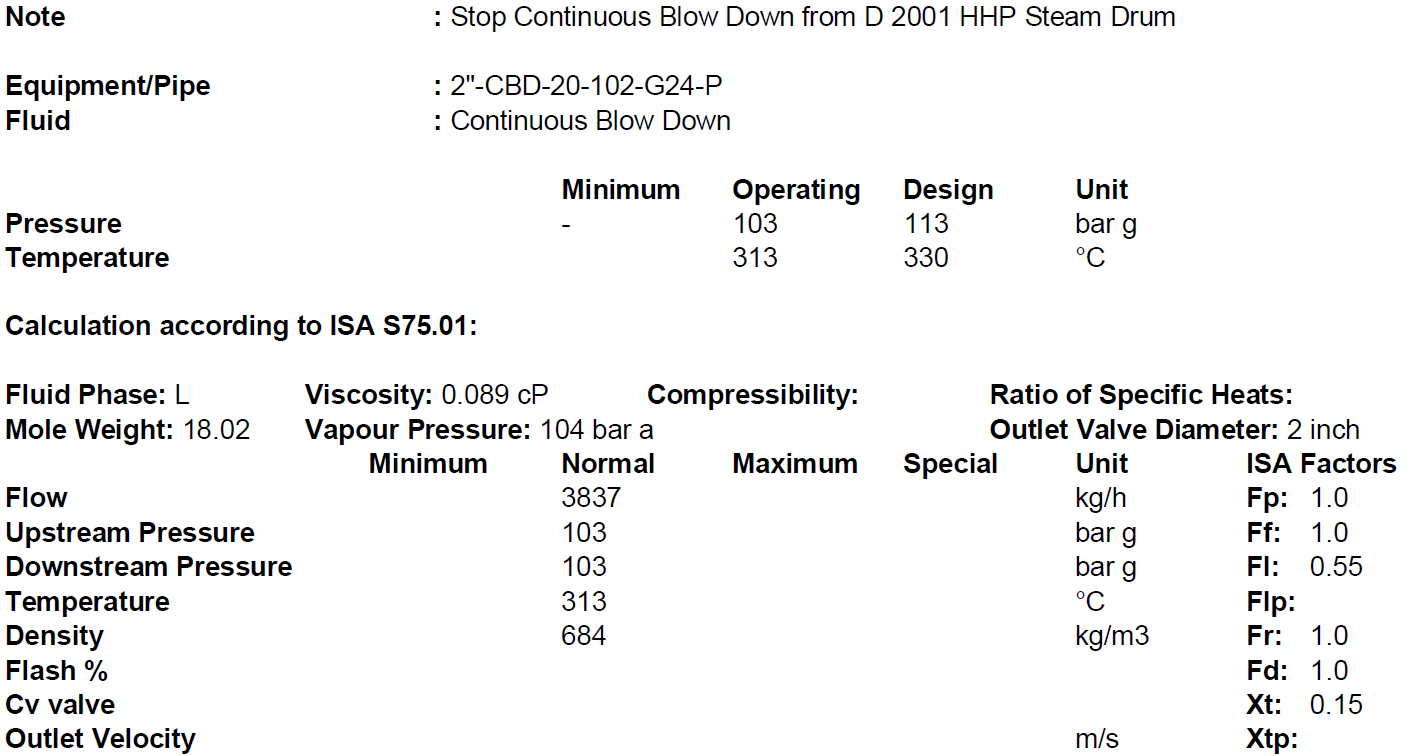 Note : Stop Continuous Blow Down from D 2001 HHP Steam Drum
Equipment/Pipe : 2"-CBD-20-102-G24-P
Fluid : Continuous Blow Down
Minimum Operating Design Unit
Pressure - 103 113 bar g
Temperature 313 330 °C
Calculation according to ISA S75.01:
Fluid Phase: L Viscosity: 0.089 cP Compressibility: Ratio of Specific Heats:
Mole Weight: 18.02 Vapour Pressure: 104 bar a Outlet Valve Diameter: 2 inch
Minimum Normal Maximum Special Unit ISA Factors
Flow 3837 kg/h Fp: 1.0
Upstream Pressure 103 bar g Ff: 1.0
Downstream Pressure 103 bar g Fl: 0.55
Temperature 313 °C Flp:
Density 684 kg/m3 Fr: 1.0
Flash % Fd: 1.0
Cv valve Xt: 0.15
Outlet Velocity m/s Xtp: